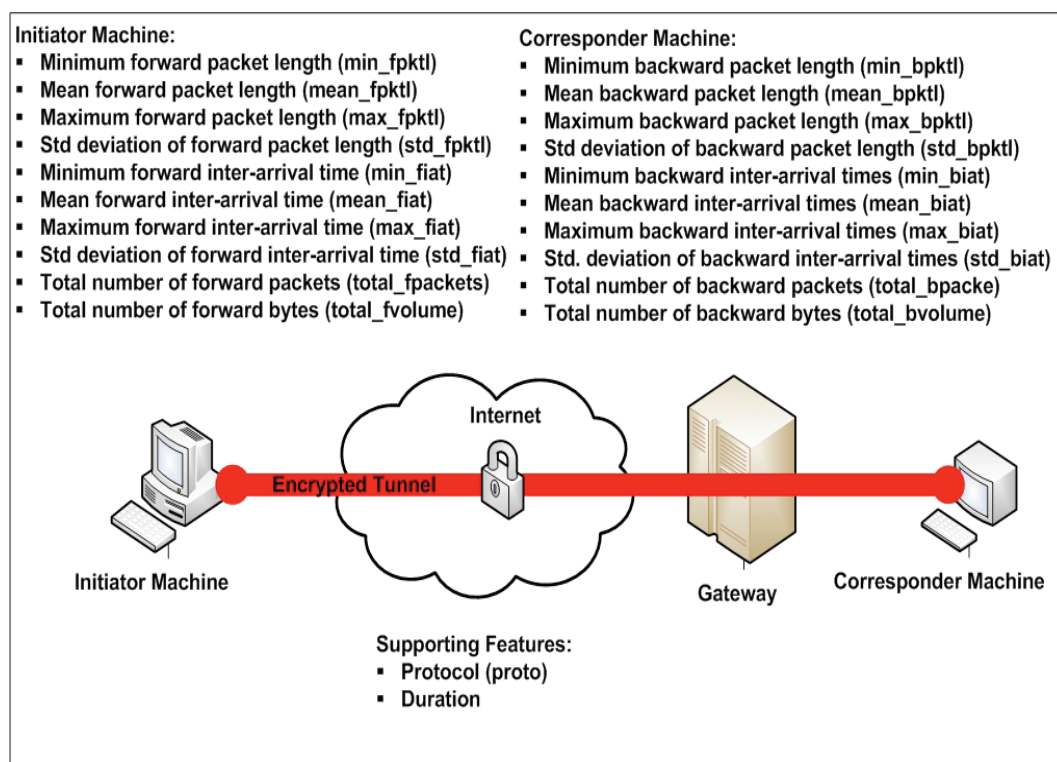 Initiator Machine:
▪ Minimum forward packet length (min_fpktl)
▪ Mean forward packet length (mean_fpktl)
▪ Maximum forward packet length (max_fpktl)
▪ Std deviation of forward packet length (std_fpktl)
▪ Minimum forward inter-arrival time (min_fiat)
▪ Mean forward inter-arrival time (mean_fiat)
▪ Maximum forward inter-arrival time (max_fiat)
▪ Std deviation of forward inter-arrival time (std_fiat)
▪ Total number of forward packets (total_fpackets)
▪ Total number of forward bytes (total_fvolume)
Corresponder Machine:
▪ Minimum backward packet length (min_bpktl)
▪ Mean backward packet length (mean_bpktl)
▪ Maximum backward packet length (max_bpktl)
▪ Std deviation of backward packet length (std_bpktl)
▪ Minimum backward inter-arrival times (min_biat)
▪ Mean backward inter-arrival times (mean_biat)
▪ Maximum backward inter-arrival times (max_biat)
▪ Std. deviation of backward inter-arrival times (std_biat)
▪ Total number of backward packets (total_bpacke)
▪ Total number of backward bytes (total_bvolume)
Internet
Encrypted Tunnel
Initiator Machine
Gateway
Corresponder Machine
Supporting Features:
▪ Protocol (proto)
▪ Duration